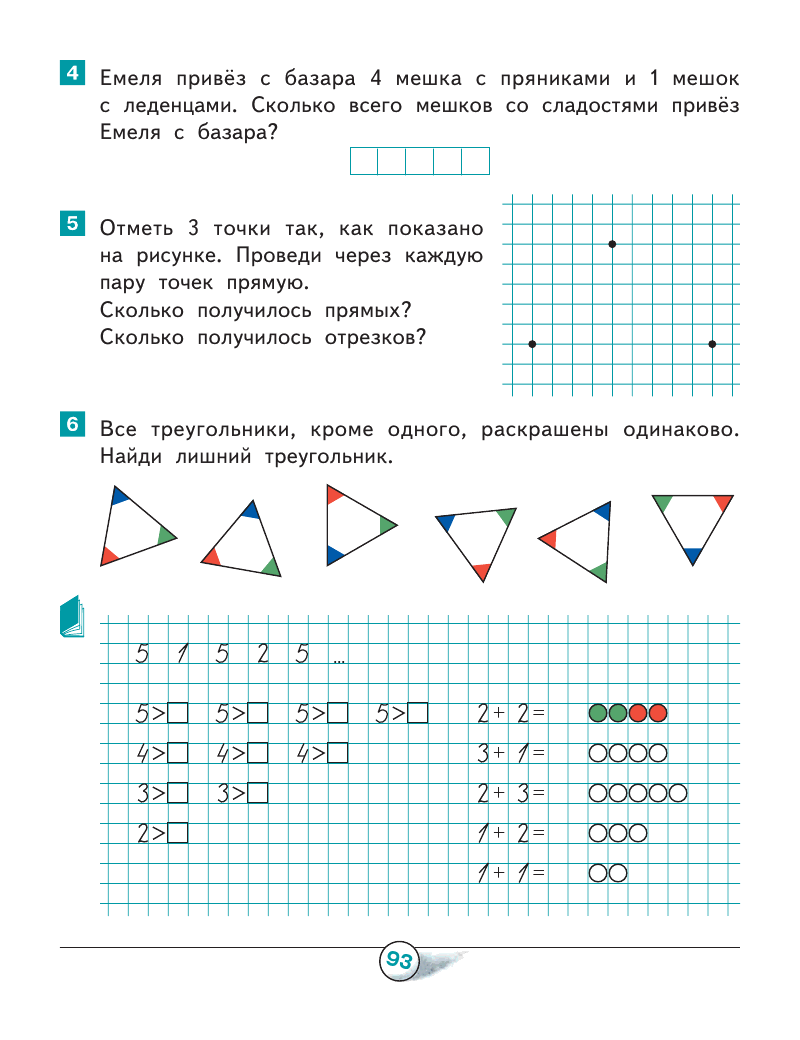 4 Емеля привёз с базара 4 мешка с пряниками и 1 мешок
с леденцами. Сколько всего мешков со сладостями привёз
Емеля с базара?
5 Отметь 3 точки так, как показано
на рисунке. Проведи через каждую
пару точек прямую.
Сколько получилось прямых?
Сколько получилось отрезков?
6 Все треугольники, кроме одного, раскрашены одинаково.
Найди лишний треугольник.
5 1 5 2 5 ...
5>□ 5>□ 5>□ 5>□ 2+ 2=
4>□ 4>□ 4>□ 3+ 1=
3>□ 3>□ 2+ 3=
2>□ 1+ 2=
1+ 1=
93